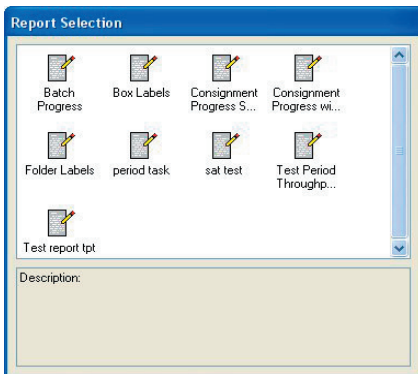 Report Selection
Batch
Progress
Box Labels
Consignment
Progress S...
Consignment
Progress wi...
Folder Labels
period task
sat test
Test Period
Throughp...
Test report tpt
Description: